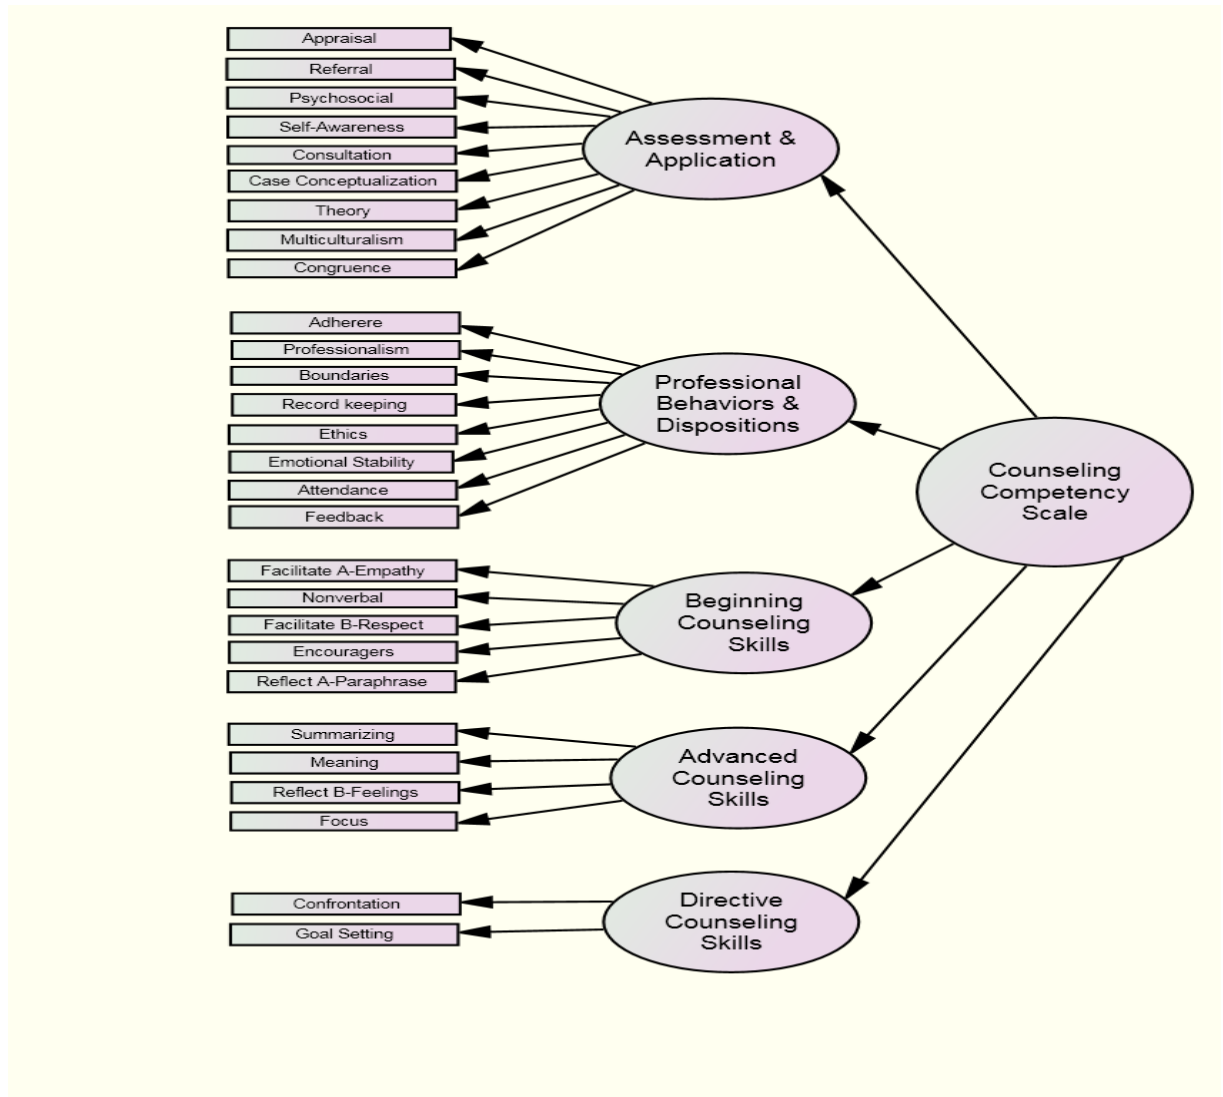 Appraisal
Referral
Psychosocial
Self-Awareness
Consultation
Case Conceptualization
Theory
Multiculturalism
Congruence
Assessment &
Application
Adherere
Professionalism
Boundaries
Record keeping
Ethics
Emotional Stability
Attendance
Feedback
Professional
Behaviors &
Dispositions
Counseling
Competency
Scale
Facilitate A-Empathy
Nonverbal
Facilitate B-Respect
Encouragers
Reflect A-Paraphrase
Beginning
Counseling
Skills
Summarizing
Meaning
Reflect B-Feelings
Focus
Advanced
Counseling
Skills
Confrontation
Goal Setting
Directive
Counseling
Skills